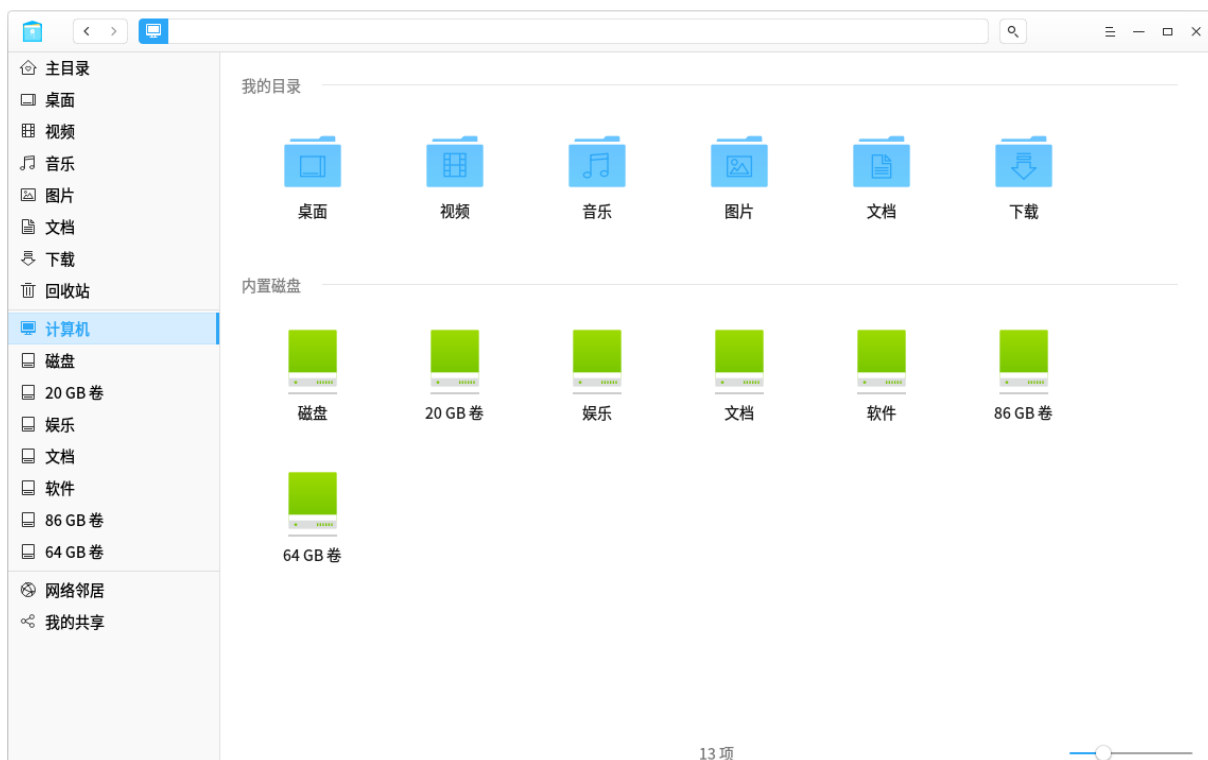 主目录
桌面
视频
音乐
图片
文档
下载
回收站
计算机
磁盘
20 GB 卷
娱乐
文档
软件
86 GB 卷
64 GB 卷
网络邻居
我的共享
我的目录
桌面 视频 音乐 图片 文档 下载
内置磁盘
磁盘 20 GB 卷 娱乐 文档 软件 86 GB 卷
64 GB 卷
13 项